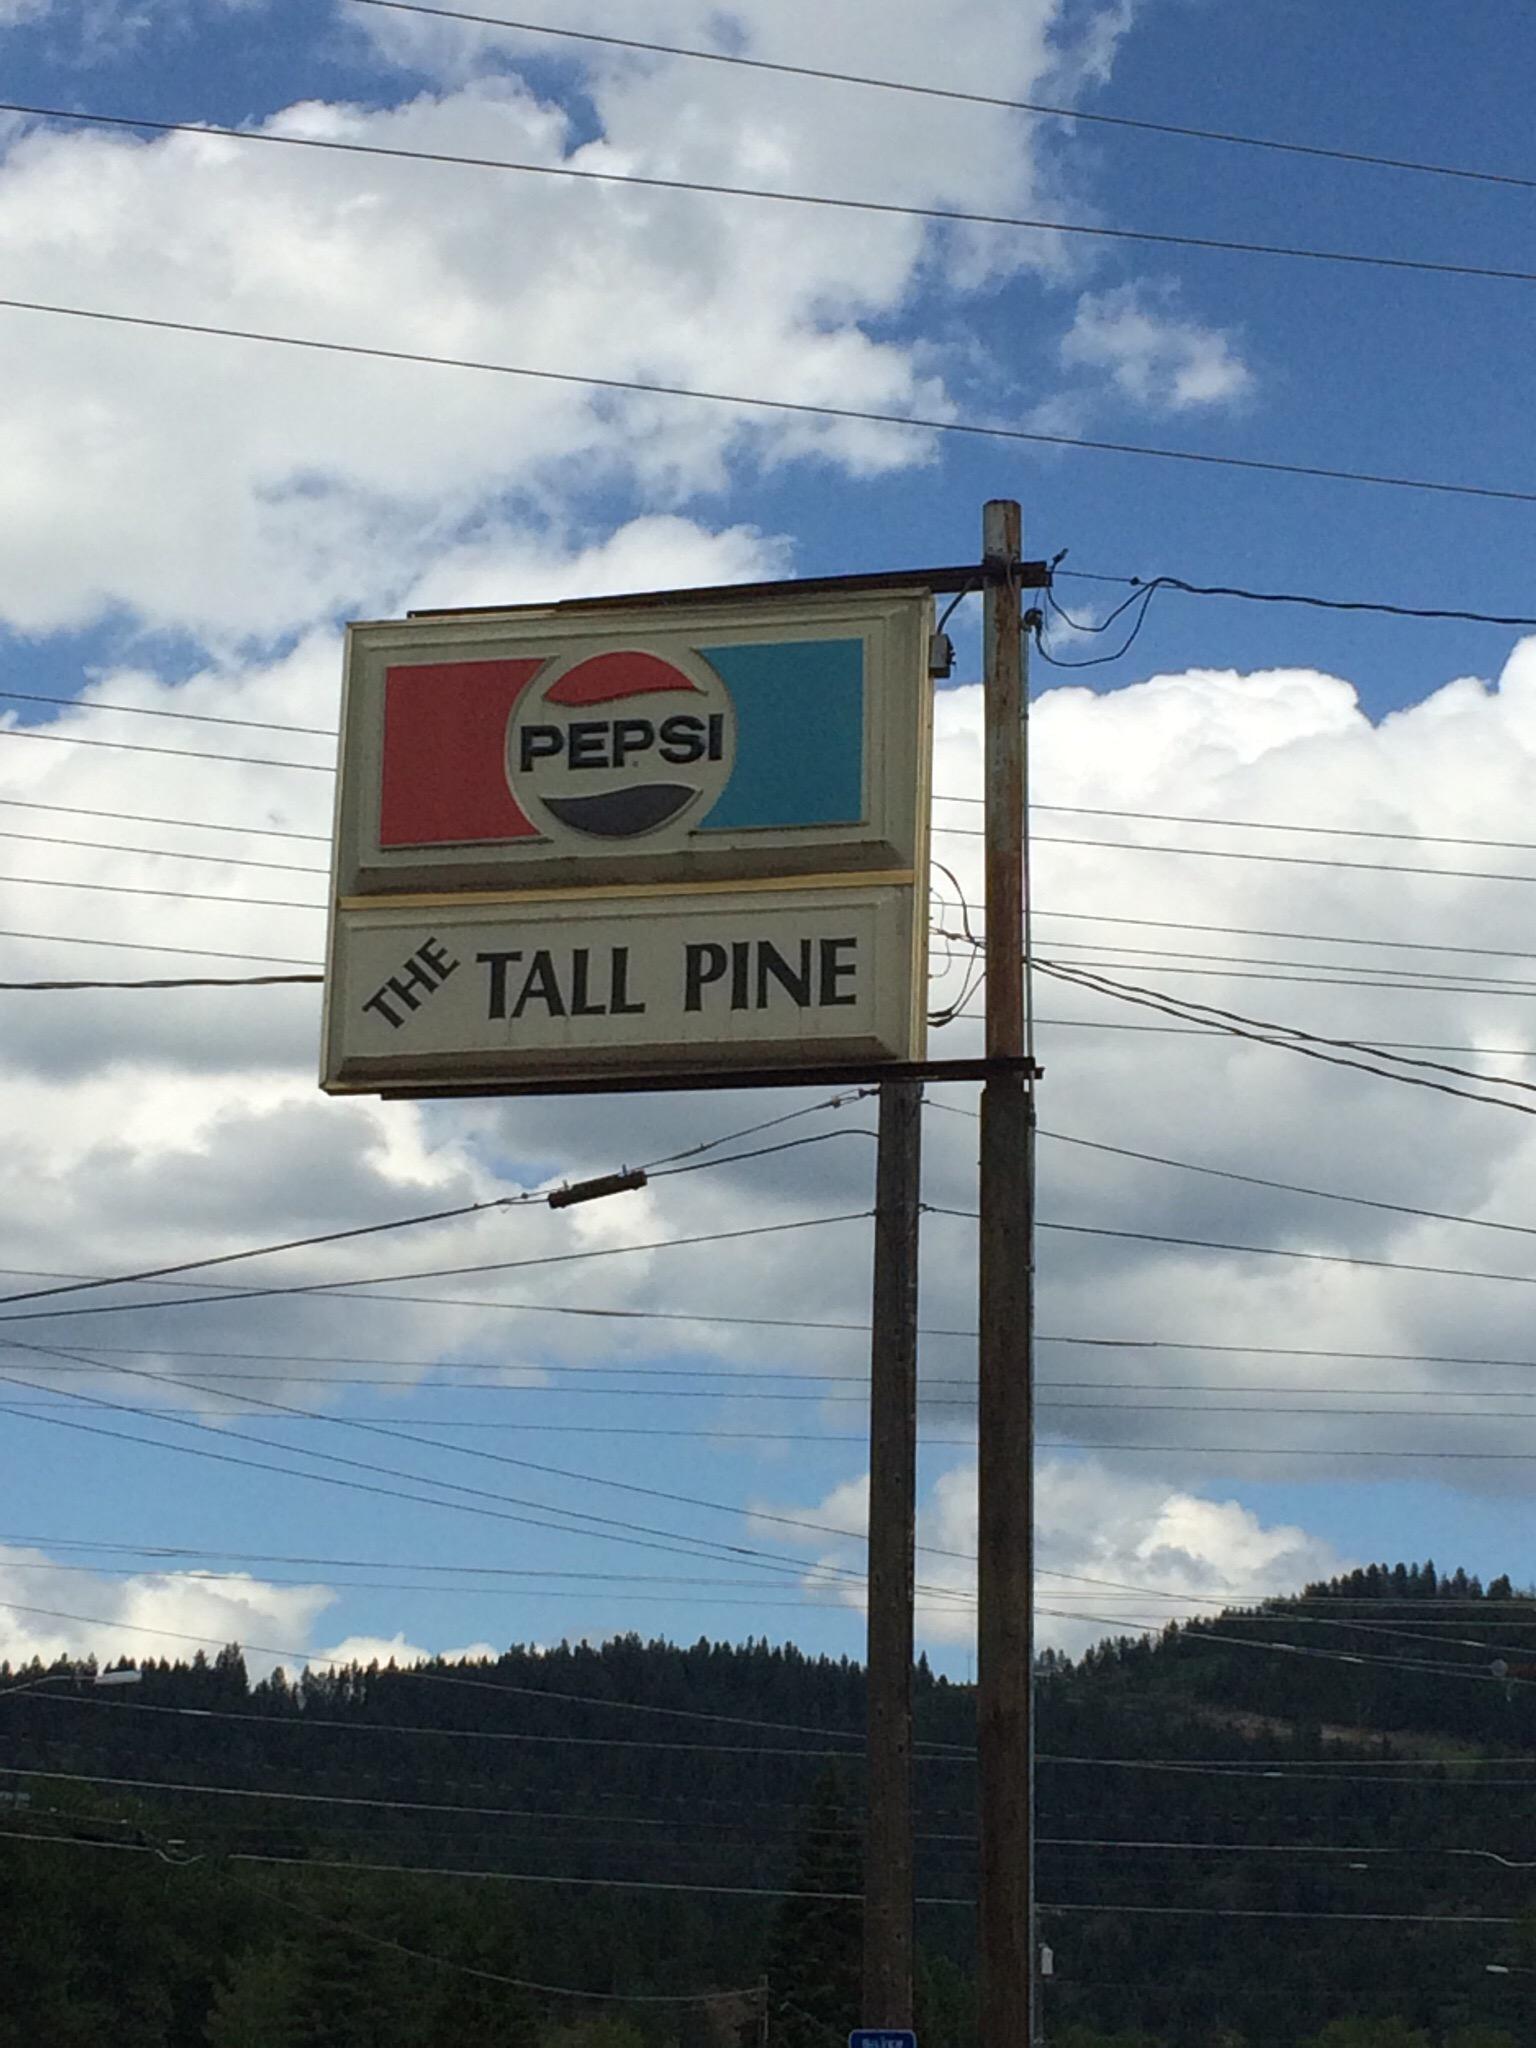 PEPSI
THE TALL PINE